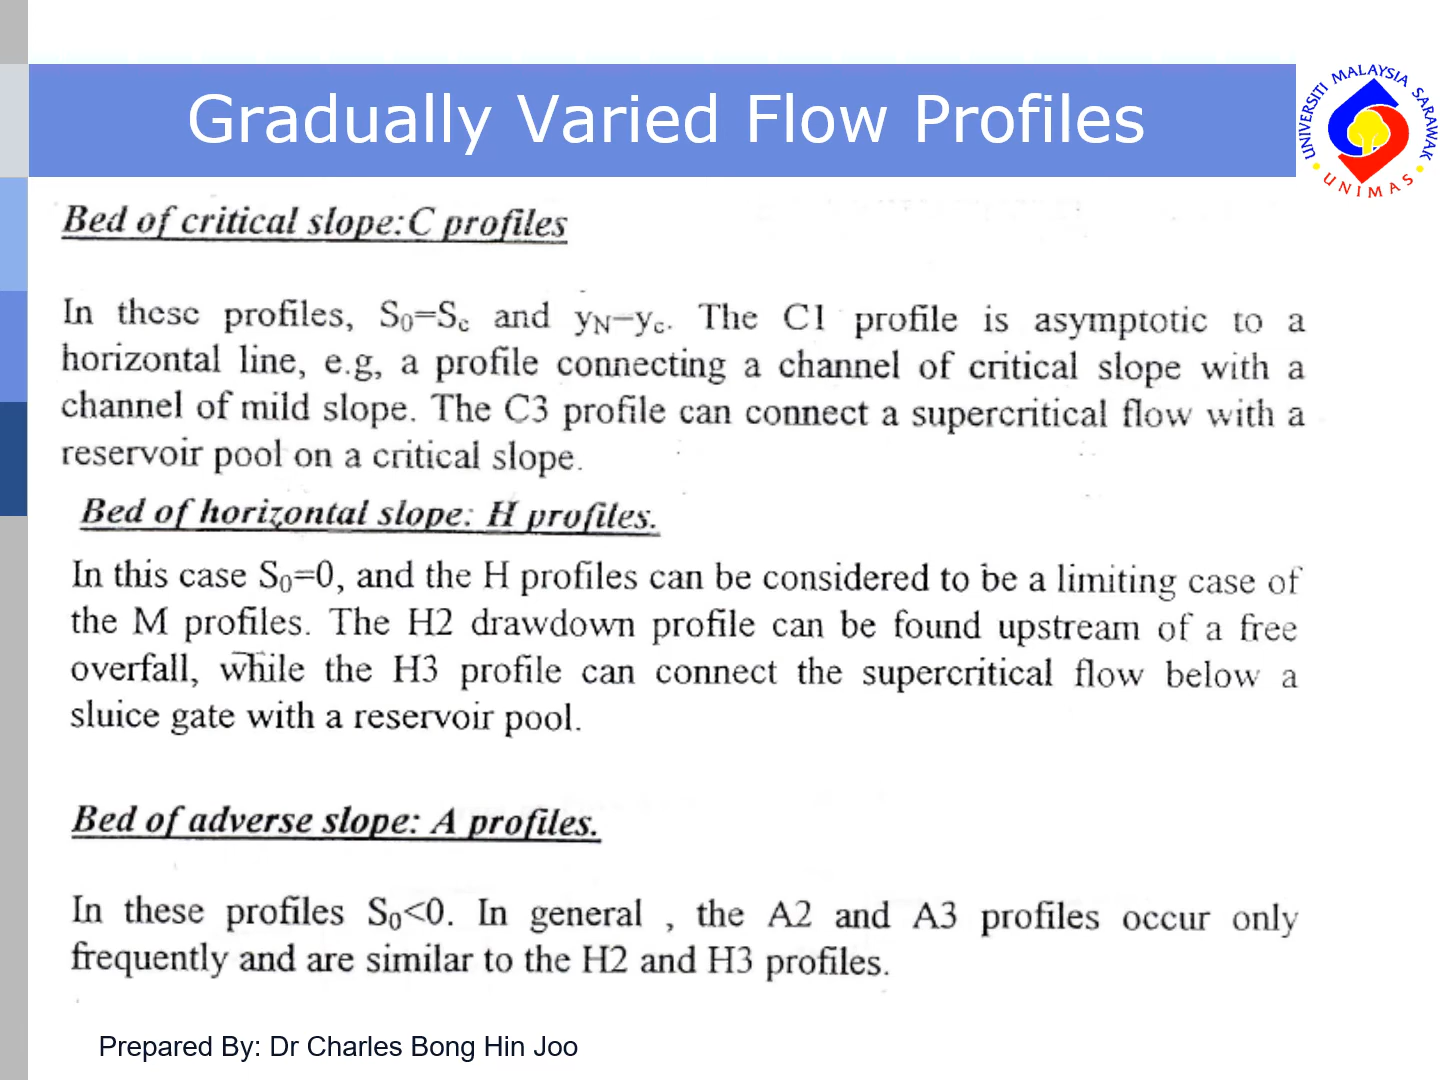 Gradually Varied Flow Profiles
UNIVERSITI MALAYSIA SARAWAK
UNIMAS
Bed of critical slope: C profiles
In these profiles, S₀=Sc and yN=yc. The C1 profile is asymptotic to a
horizontal line, e.g, a profile connecting a channel of critical slope with a
channel of mild slope. The C3 profile can connect a supercritical flow with a
reservoir pool on a critical slope.
Bed of horizontal slope: H profiles.
In this case S₀=0, and the H profiles can be considered to be a limiting case of
the M profiles. The H2 drawdown profile can be found upstream of a free
overfall, while the H3 profile can connect the supercritical flow below a
sluice gate with a reservoir pool.
Bed of adverse slope: A profiles.
In these profiles S₀<0. In general , the A2 and A3 profiles occur only
frequently and are similar to the H2 and H3 profiles.
Prepared By: Dr Charles Bong Hin Joo